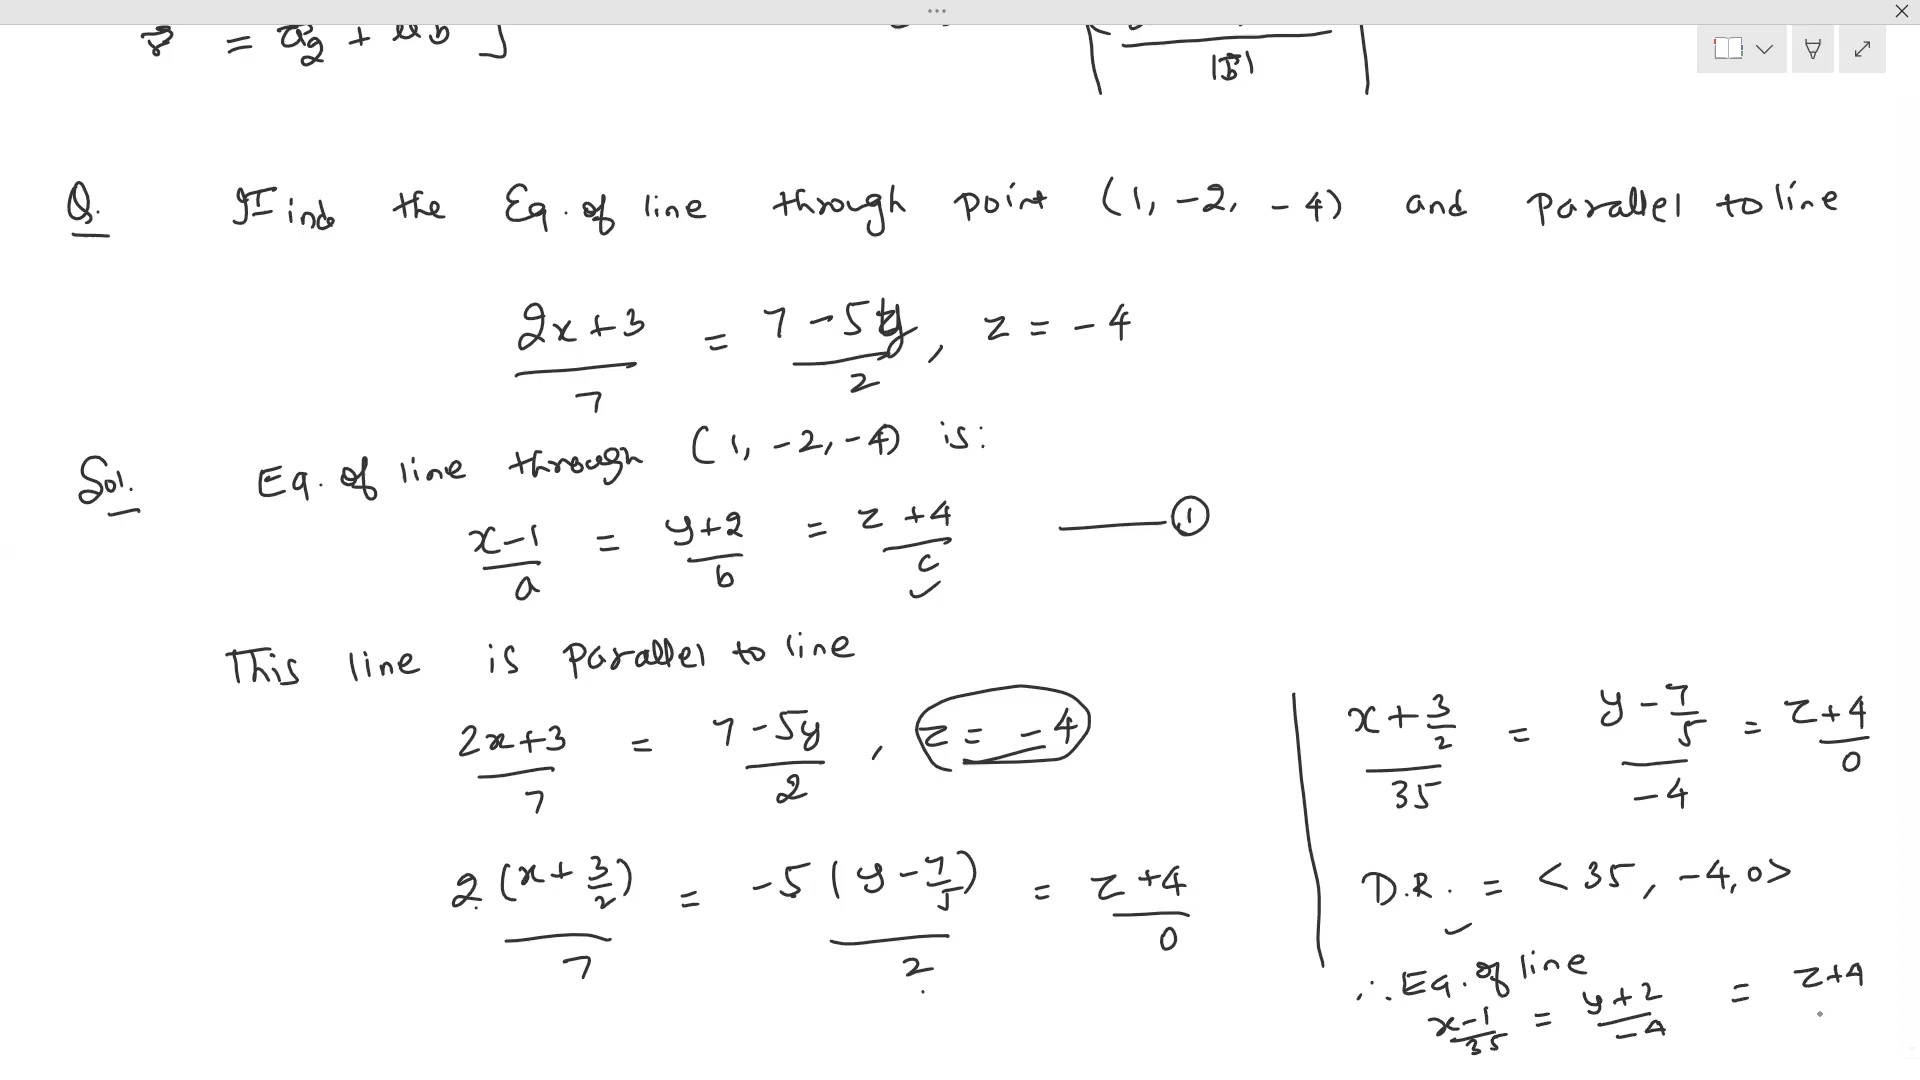 = a₂ + μb ]
|b|
Q. Find the Eq. of line through point (1, -2, -4) and parallel to line
(2x+3)/7 = (7-5y)/2, z = -4
Sol. Eq. of line through (1, -2, -4) is:
(x-1)/a = (y+2)/b = (z+4)/c ——— ①
This line is parallel to line
(2x+3)/7 = (7-5y)/2, z = -4
2(x+3/2)/7 = -5(y-7/5)/2 = (z+4)/0
(x+3/2)/35 = (y-7/5)/-4 = (z+4)/0
D.R. = <35, -4, 0>
∴ Eq. of line
(x-1)/35 = (y+2)/-4 = z+4